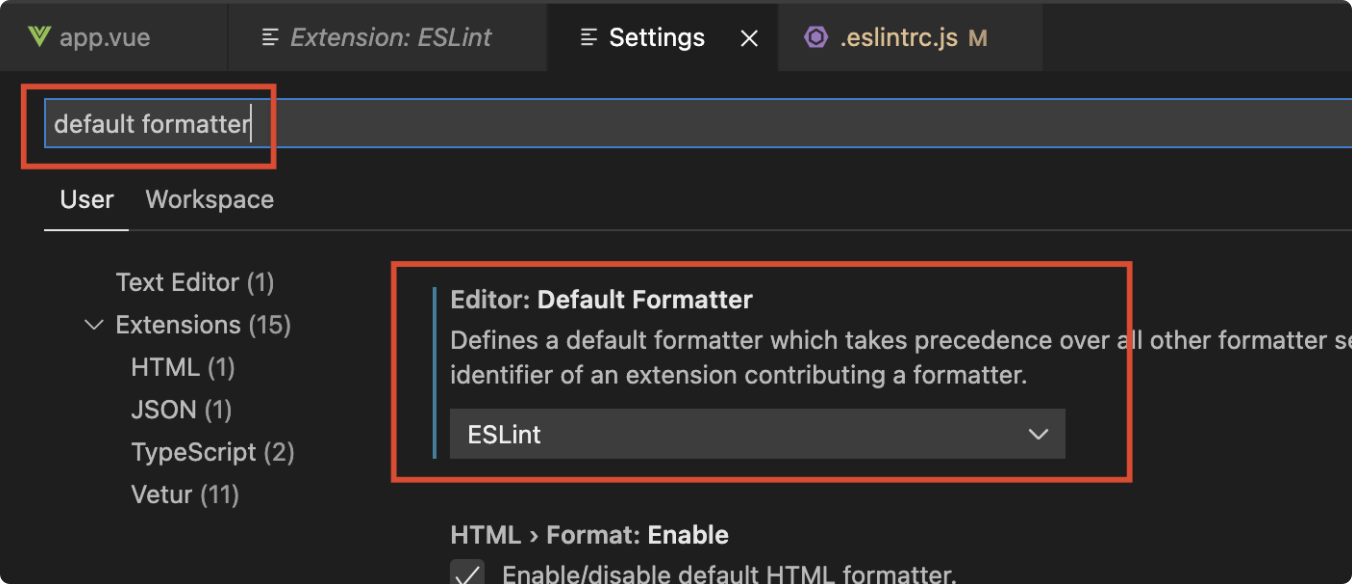 app.vue
Extension: ESLint
Settings
.eslintrc.js M
default formatter
User
Workspace
Text Editor (1)
Extensions (15)
HTML (1)
JSON (1)
TypeScript (2)
Vetur (11)
Editor: Default Formatter
Defines a default formatter which takes precedence over all other formatter se
identifier of an extension contributing a formatter.
ESLint
HTML › Format: Enable
Enable/disable default HTML formatter.